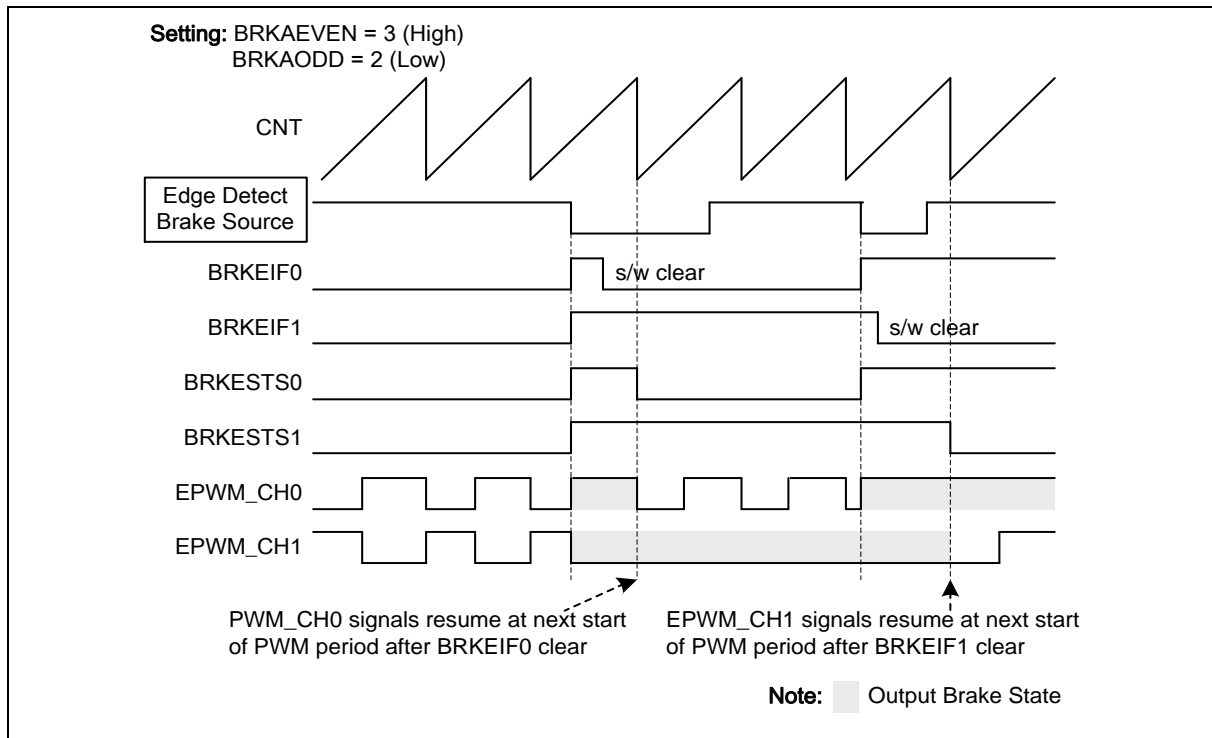 Setting: BRKAEVEN = 3 (High)
BRKAODD = 2 (Low)
CNT
Edge Detect
Brake Source
BRKEIF0
s/w clear
BRKEIF1
s/w clear
BRKESTS0
BRKESTS1
EPWM_CH0
EPWM_CH1
PWM_CH0 signals resume at next start
of PWM period after BRKEIF0 clear
EPWM_CH1 signals resume at next start
of PWM period after BRKEIF1 clear
Note: Output Brake State